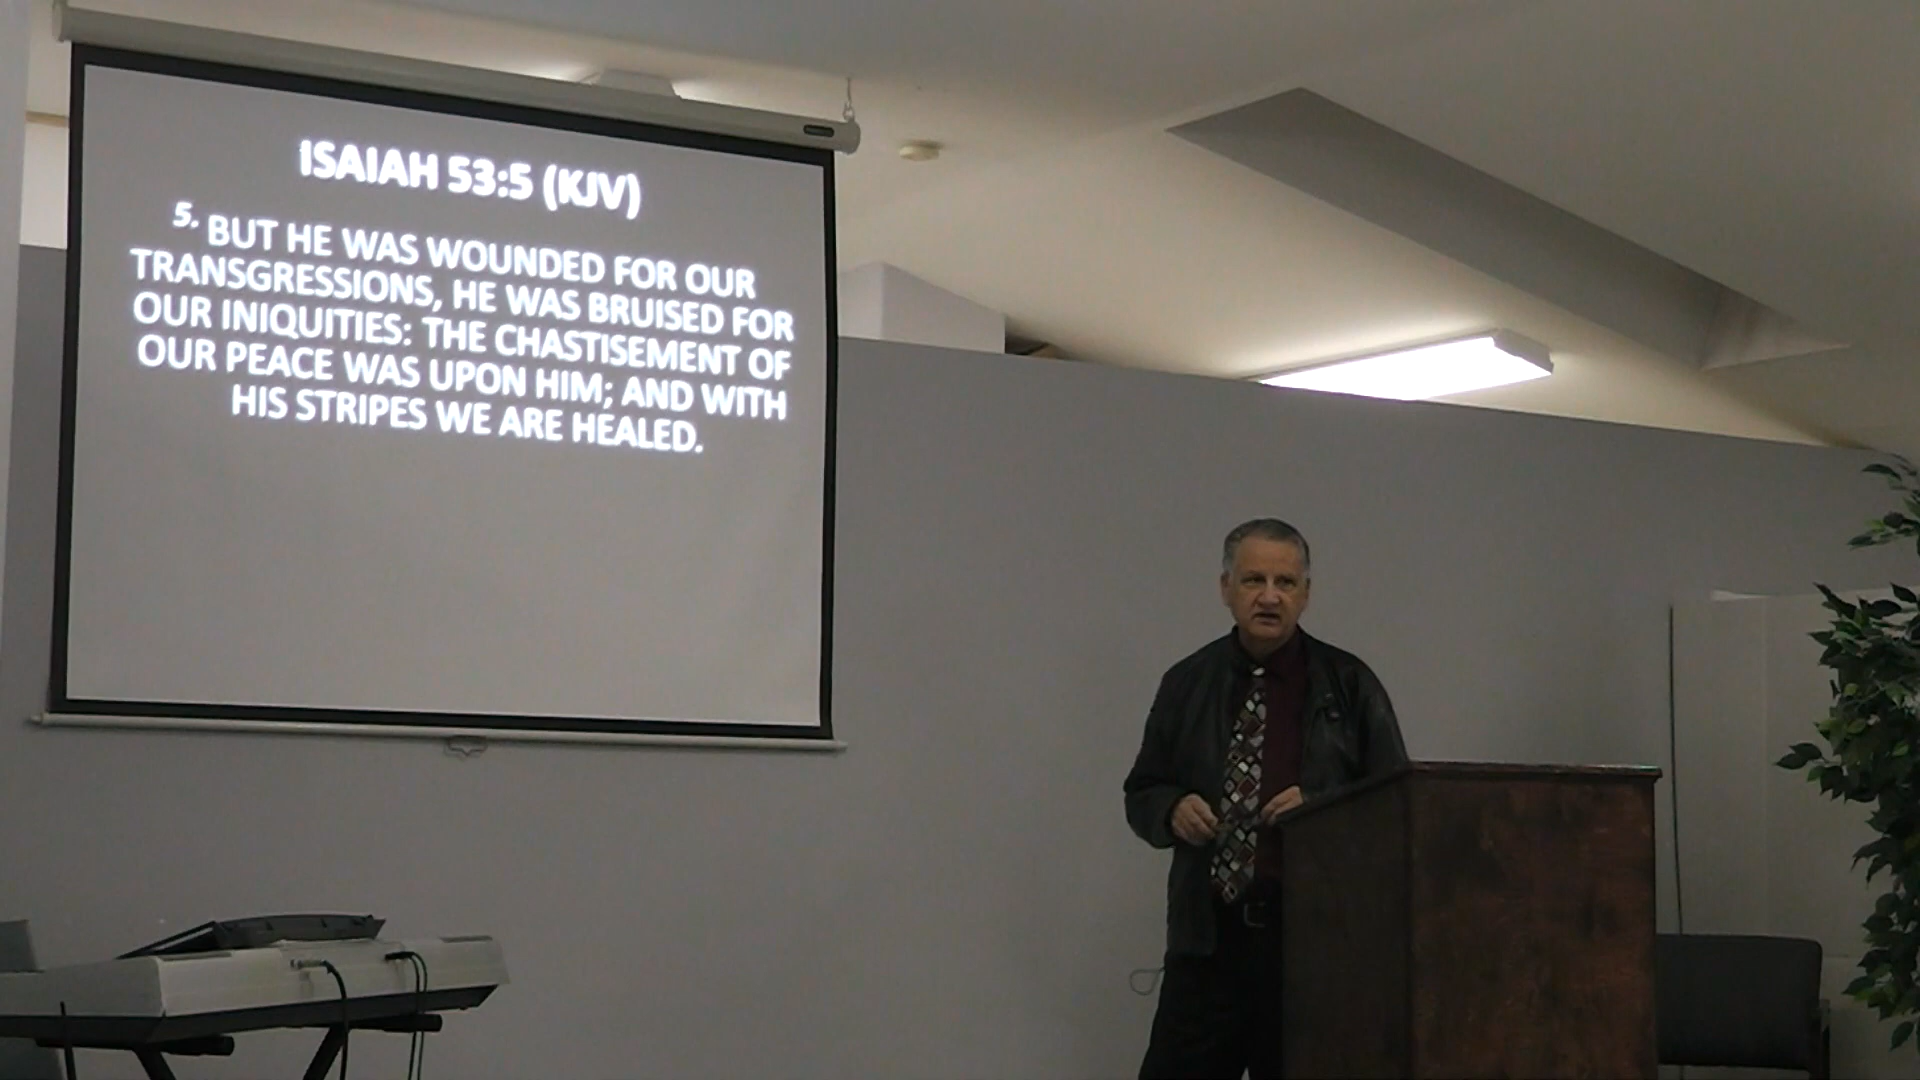 ISAIAH 53:5 (KJV)
5. BUT HE WAS WOUNDED FOR OUR
TRANSGRESSIONS, HE WAS BRUISED FOR
OUR INIQUITIES: THE CHASTISEMENT OF
OUR PEACE WAS UPON HIM; AND WITH
HIS STRIPES WE ARE HEALED.